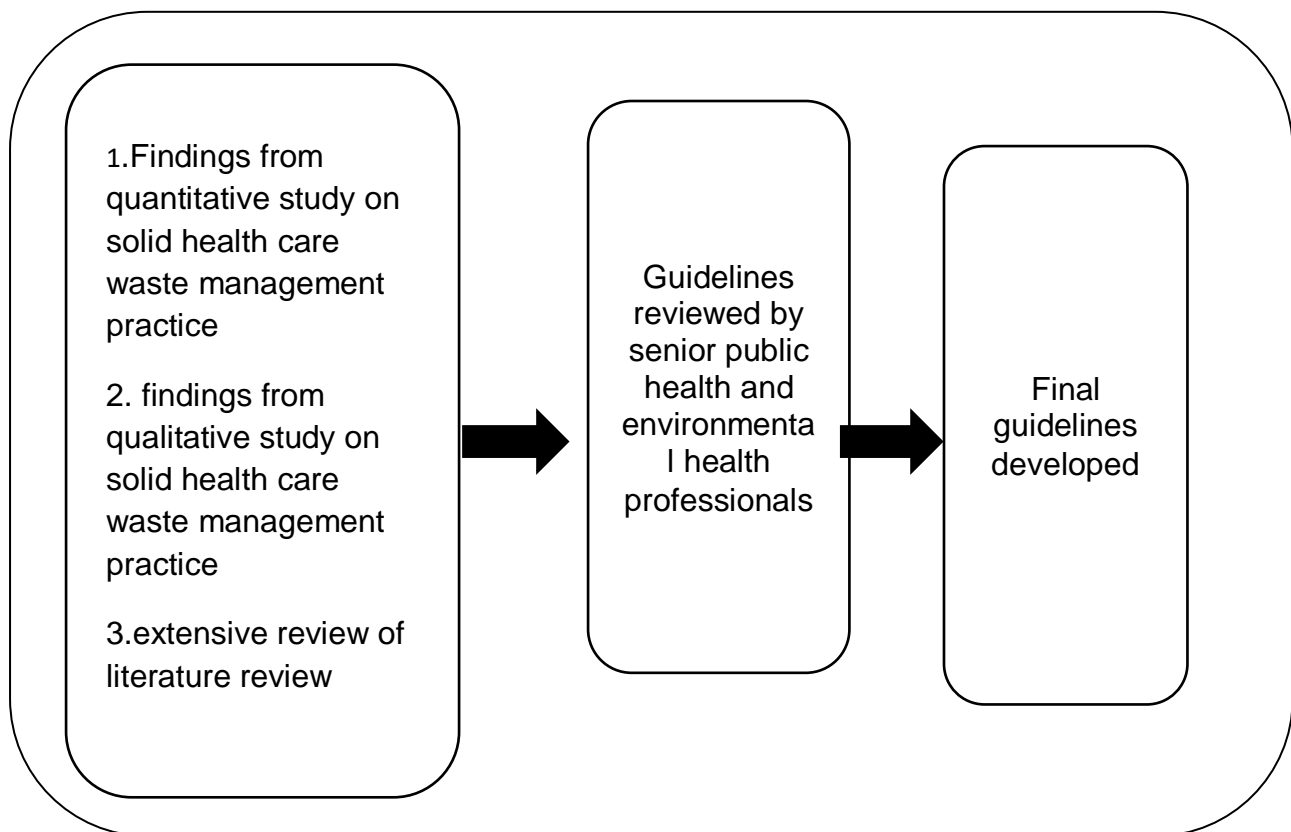 1.Findings from
quantitative study on
solid health care
waste management
practice
2. findings from
qualitative study on
solid health care
waste management
practice
3.extensive review of
literature review
Guidelines
reviewed by
senior public
health and
environmenta
l health
professionals
Final
guidelines
developed